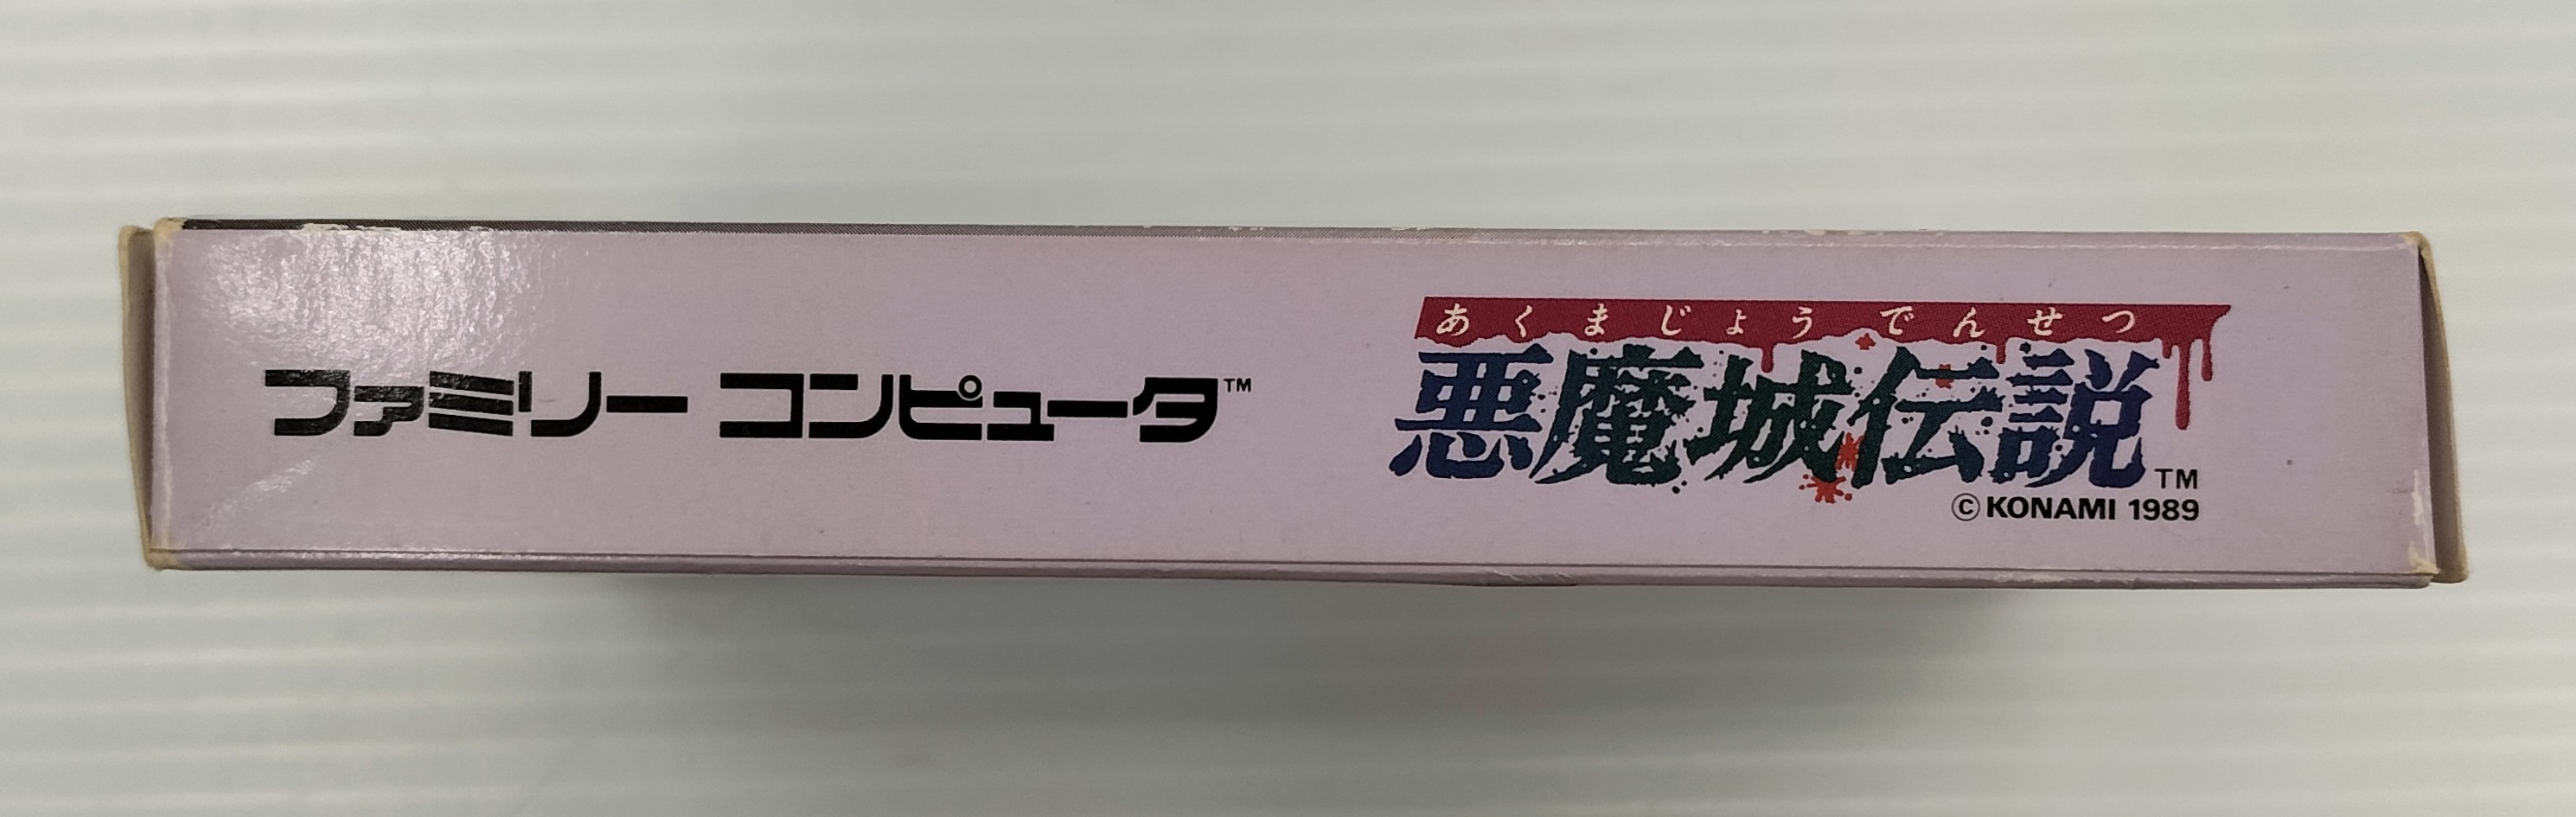 ファミリー コンピュータ™
あくまじょうでんせつ
悪魔城伝説™
©KONAMI 1989